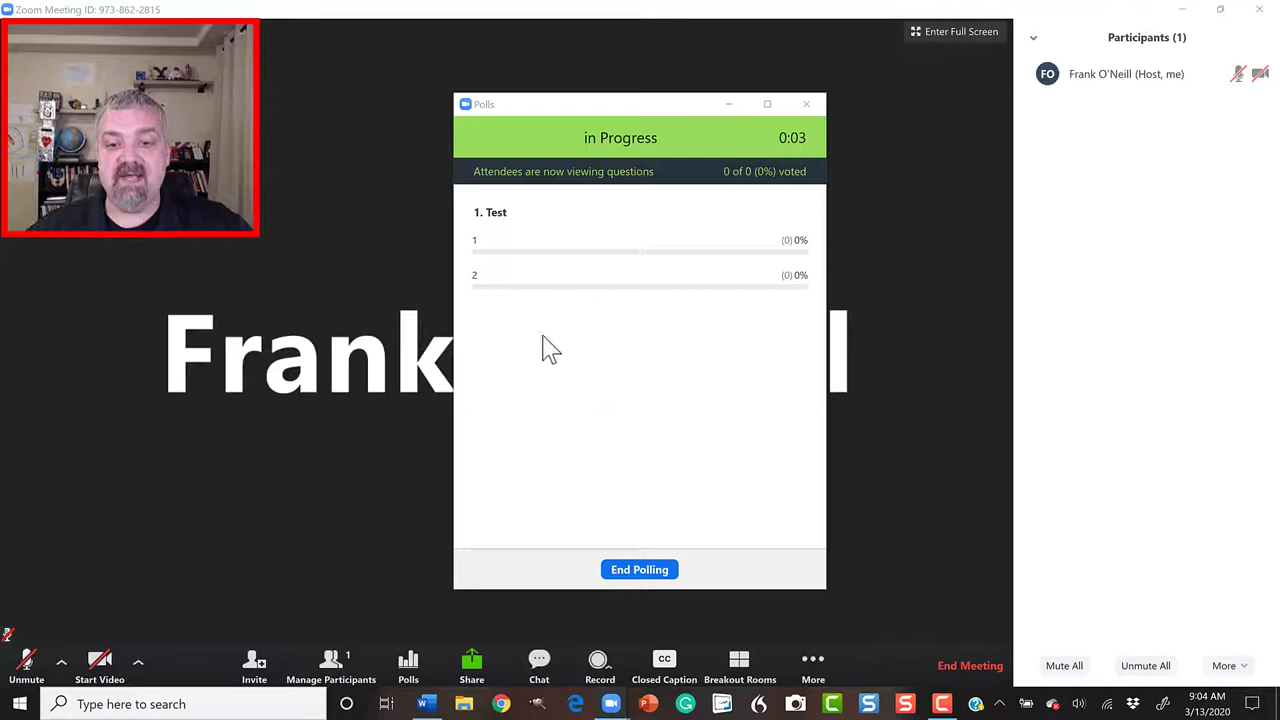 Zoom Meeting ID: 973-862-2815
Enter Full Screen
Participants (1)
FO Frank O'Neill (Host, me)
Polls
in Progress 0:03
Attendees are now viewing questions 0 of 0 (0%) voted
1. Test
1 (0) 0%
2 (0) 0%
Frank l
End Polling
Unmute Start Video Invite Manage Participants 1 Polls Share Chat Record CC Closed Caption Breakout Rooms More End Meeting
Mute All Unmute All More
Type here to search
9:04 AM
3/13/2020